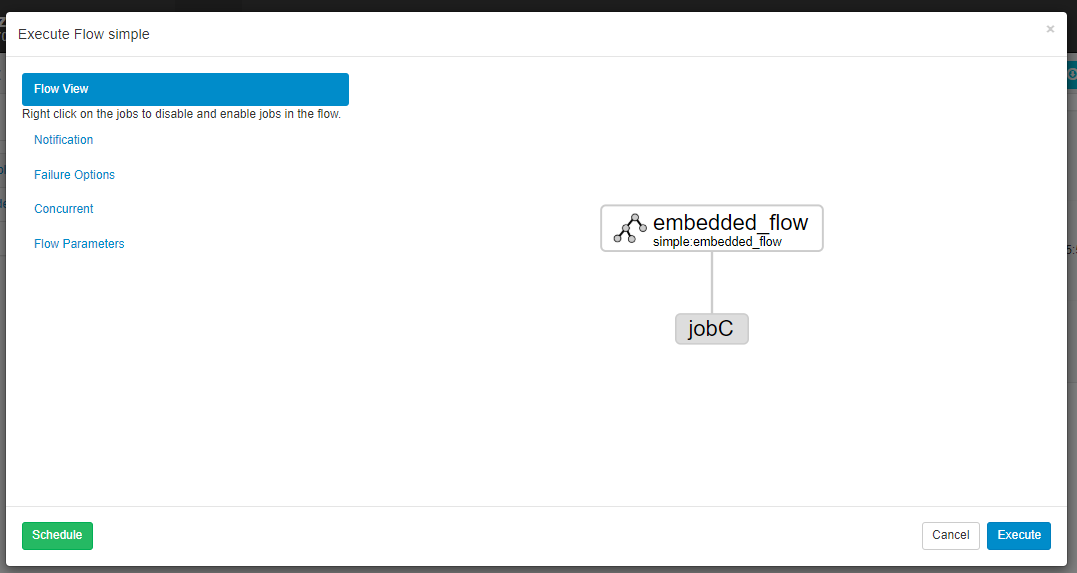 Execute Flow simple
×
Flow View
Right click on the jobs to disable and enable jobs in the flow.
Notification
Failure Options
Concurrent
Flow Parameters
embedded_flow
simple:embedded_flow
jobC
Schedule
Cancel
Execute